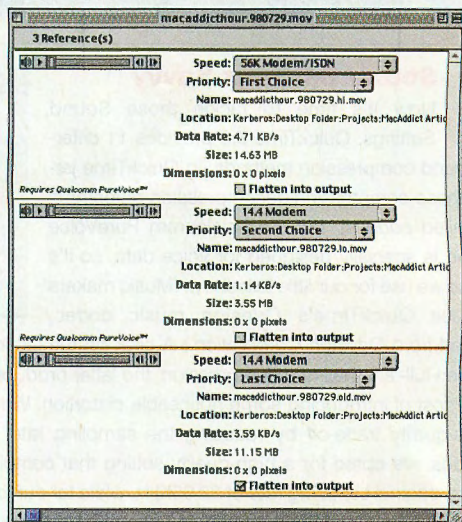 macaddicthour.980729.mov
3 Reference(s)
Speed: 56K Modem/ISDN
Priority: First Choice
Name: macaddicthour.980729.hi.mov
Location: Kerberos:Desktop Folder:Projects:MacAddict Artic
Data Rate: 4.71 KB/s
Size: 14.63 MB
Dimensions: 0 x 0 pixels
Requires Qualcomm PureVoice℠ Flatten into output
Speed: 14.4 Modem
Priority: Second Choice
Name: macaddicthour.980729.lo.mov
Location: Kerberos:Desktop Folder:Projects:MacAddict Artic
Data Rate: 1.14 KB/s
Size: 3.55 MB
Dimensions: 0 x 0 pixels
Requires Qualcomm PureVoice℠ Flatten into output
Speed: 14.4 Modem
Priority: Last Choice
Name: macaddicthour.980729.old.mov
Location: Kerberos:Desktop Folder:Projects:MacAddict Artic
Data Rate: 3.59 KB/s
Size: 11.15 MB
Dimensions: 0 x 0 pixels
Flatten into output